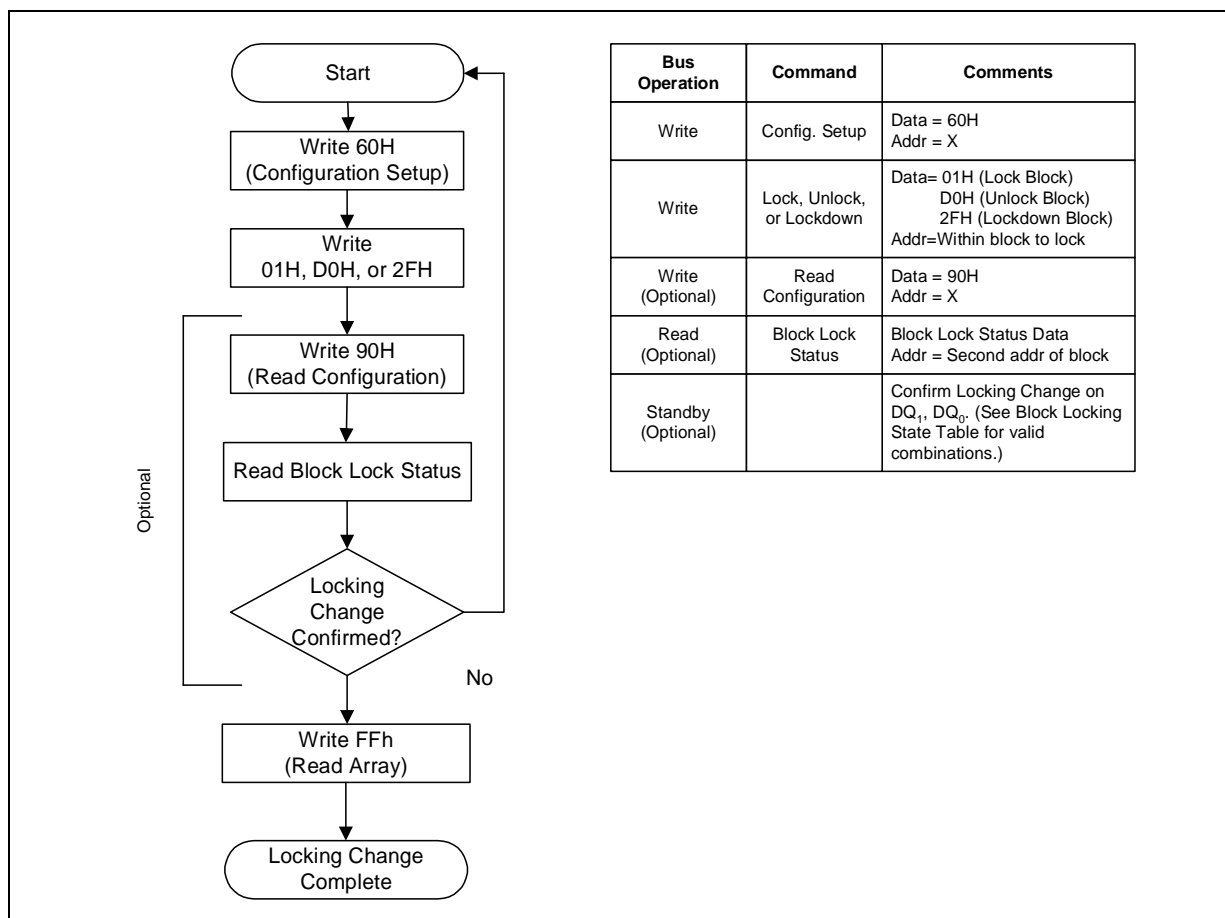 Start
Write 60H
(Configuration Setup)
Write
01H, D0H, or 2FH
Write 90H
(Read Configuration)
Read Block Lock Status
Optional
Locking
Change
Confirmed?
No
Write FFh
(Read Array)
Locking Change
Complete
Bus
Operation
Command
Comments
Write
Config. Setup
Data = 60H
Addr = X
Write
Lock, Unlock,
or Lockdown
Data= 01H (Lock Block)
D0H (Unlock Block)
2FH (Lockdown Block)
Addr=Within block to lock
Write
(Optional)
Read
Configuration
Data = 90H
Addr = X
Read
(Optional)
Block Lock
Status
Block Lock Status Data
Addr = Second addr of block
Standby
(Optional)
Confirm Locking Change on
DQ₁, DQ₀. (See Block Locking
State Table for valid
combinations.)